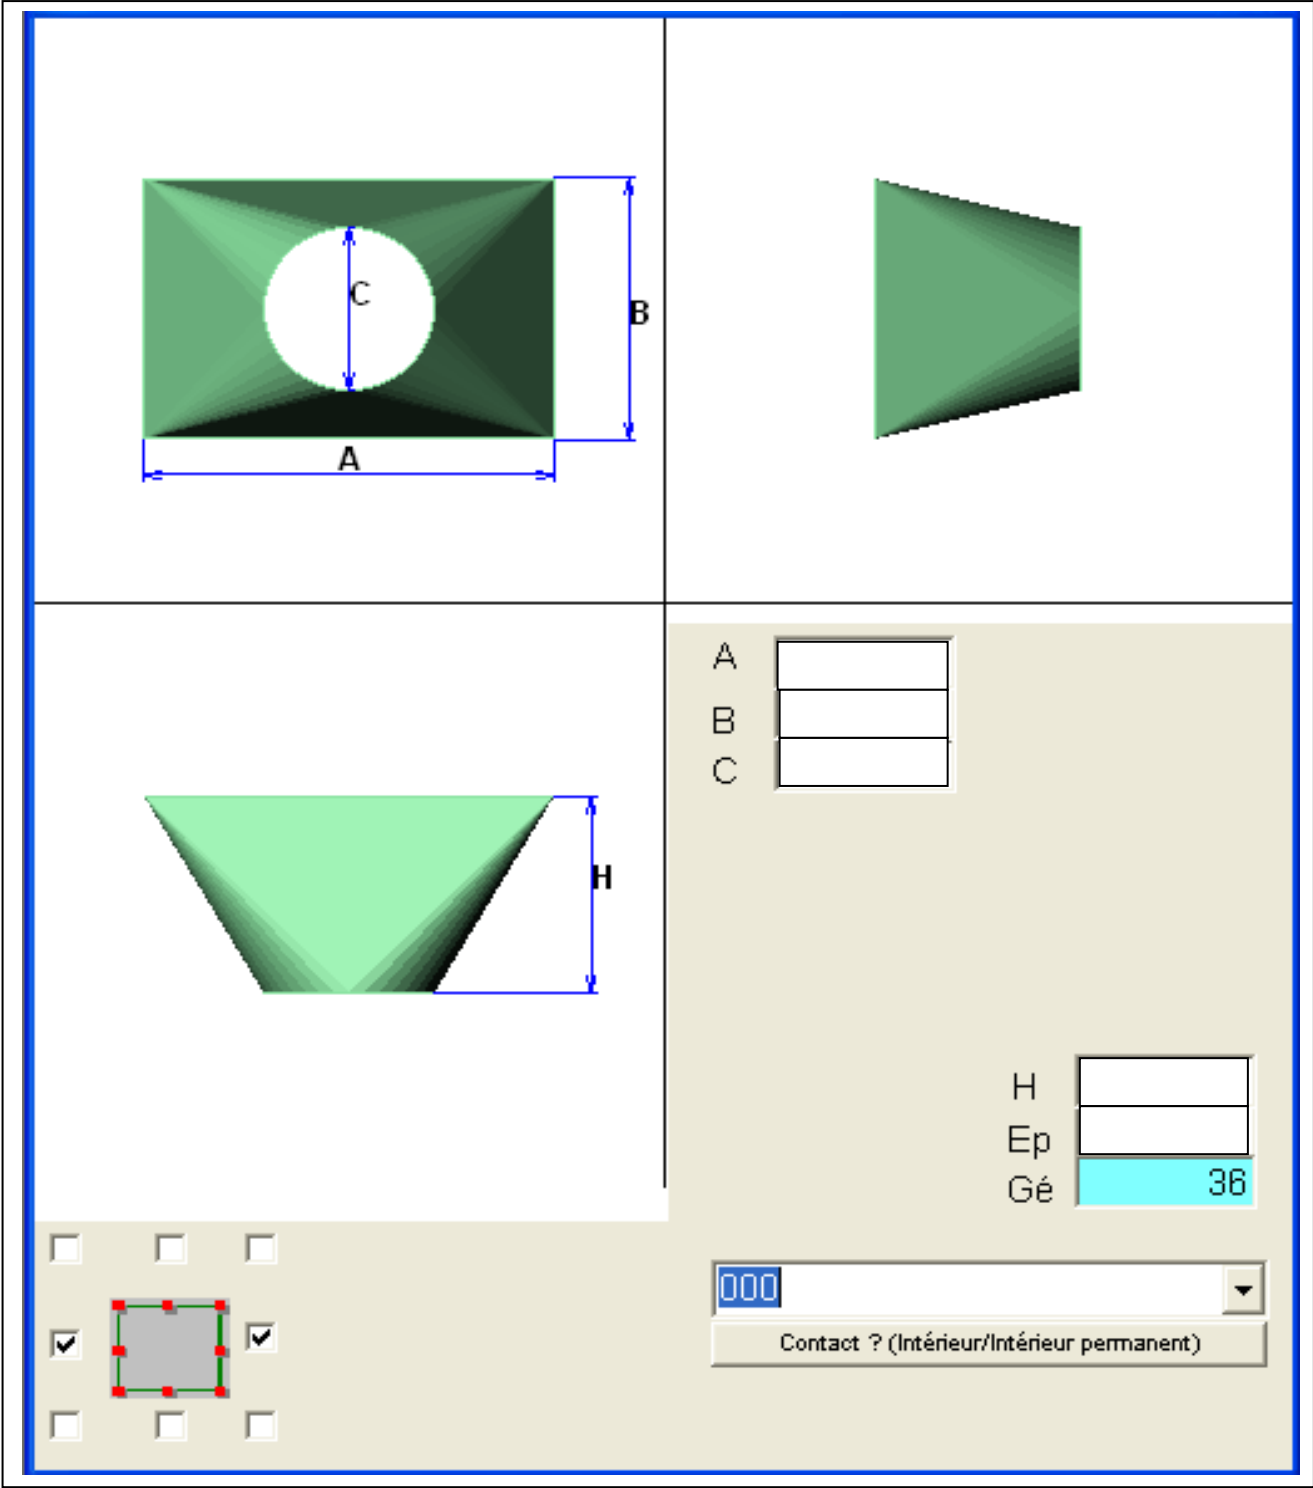 C
B
A
H
A
B
C
H
Ep
Gé 36
000
Contact ? (Intérieur/Intérieur permanent)